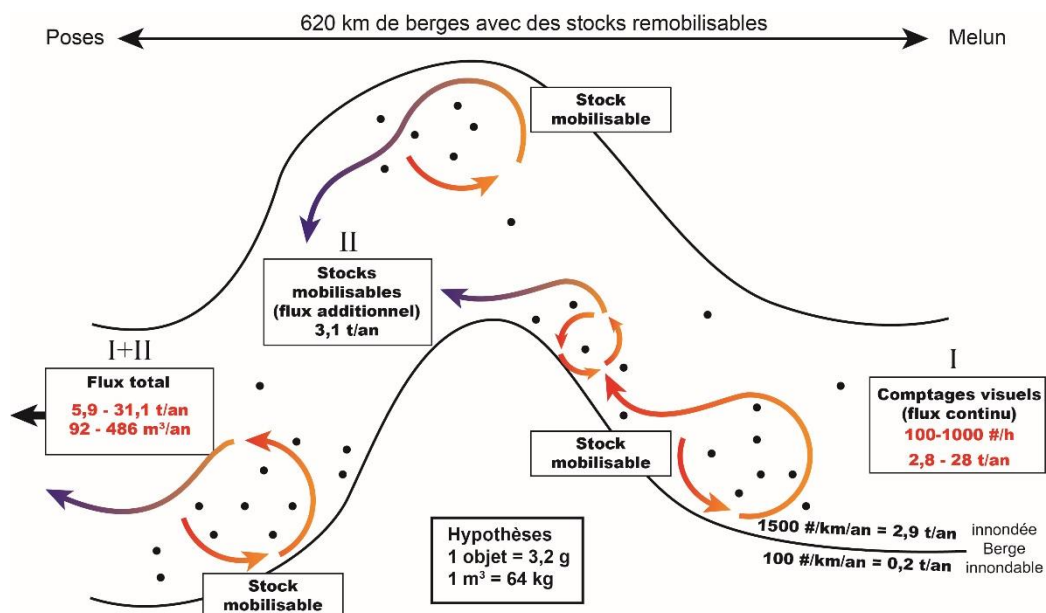 620 km de berges avec des stocks remobilisables
Poses
Melun
Stock
mobilisable
II
Stocks
mobilisables
(flux additionnel)
3,1 t/an
I+II
Flux total
5,9 - 31,1 t/an
92 - 486 m³/an
I
Comptages visuels
(flux continu)
100-1000 #/h
2,8 - 28 t/an
Stock
mobilisable
1500 #/km/an = 2,9 t/an innondée
Berge
100 #/km/an = 0,2 t/an innondable
Hypothèses
1 objet = 3,2 g
1 m³ = 64 kg
Stock
mobilisable